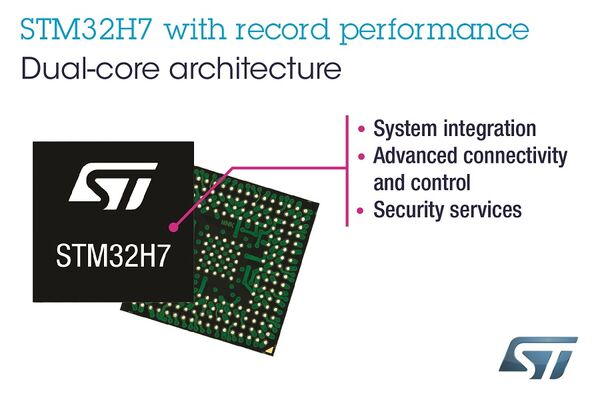 STM32H7 with record performance
Dual-core architecture
• System integration
• Advanced connectivity
and control
• Security services
ST
STM32H7
ST